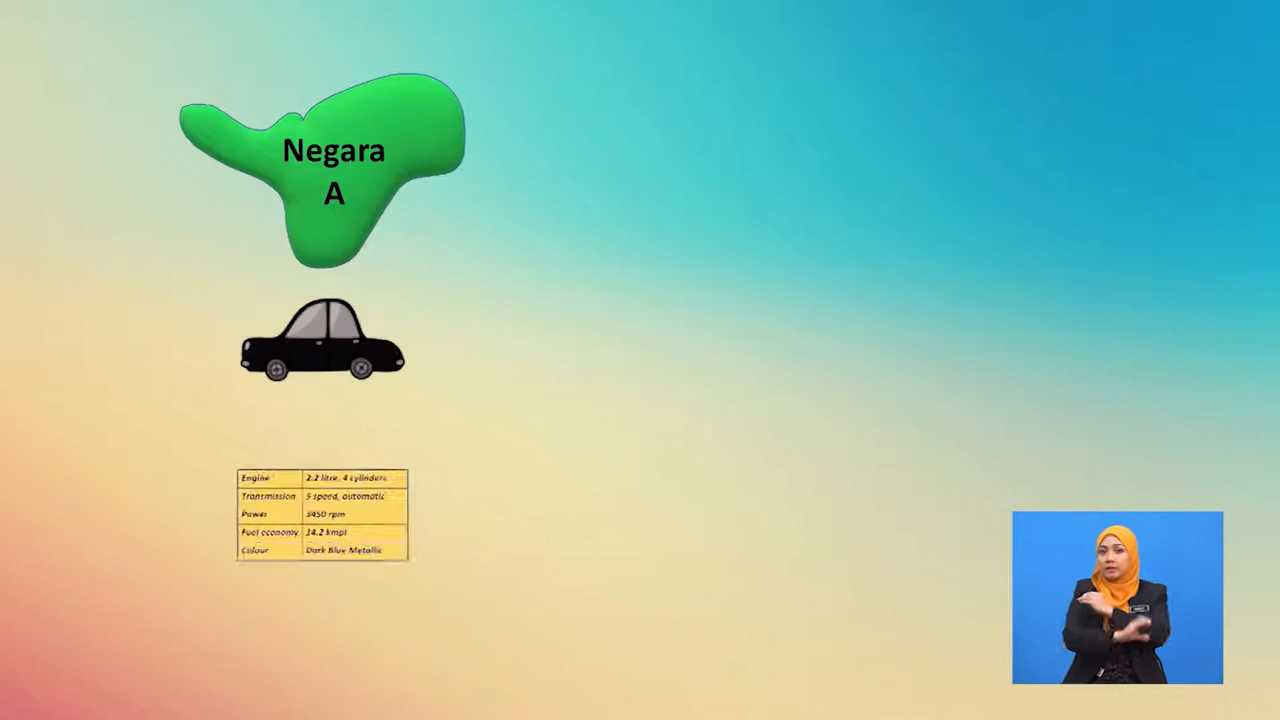 Negara
A
Engine 2.2 litre, 4 cylinders
Transmission 5 speed, automatic
Power 3450 rpm
Fuel economy 14.2 kmpl
Colour Dark Blue Metallic